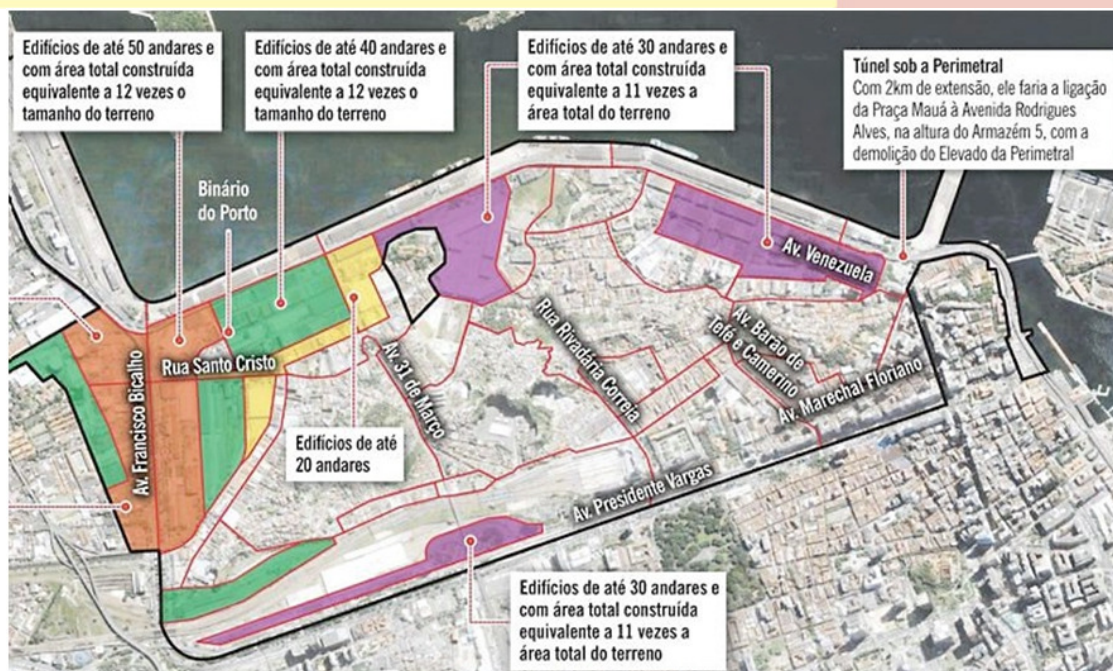 Edifícios de até 50 andares e
com área total construída
equivalente a 12 vezes o
tamanho do terreno
Edifícios de até 40 andares e
com área total construída
equivalente a 12 vezes o
tamanho do terreno
Edifícios de até 30 andares e
com área total construída
equivalente a 11 vezes a
área total do terreno
Túnel sob a Perimetral
Com 2km de extensão, ele faria a ligação
da Praça Mauá à Avenida Rodrigues
Alves, na altura do Armazém 5, com a
demolição do Elevado da Perimetral
Binário
do Porto
Av. Venezuela
Rua Santo Cristo
Av. Francisco Bicalho
Av. 31 de Março
Rua Rivadária Correia
Av. Barão de
Tefé e Camerino
Av. Marechal Floriano
Edifícios de até
20 andares
Av. Presidente Vargas
Edifícios de até 30 andares e
com área total construída
equivalente a 11 vezes a
área total do terreno